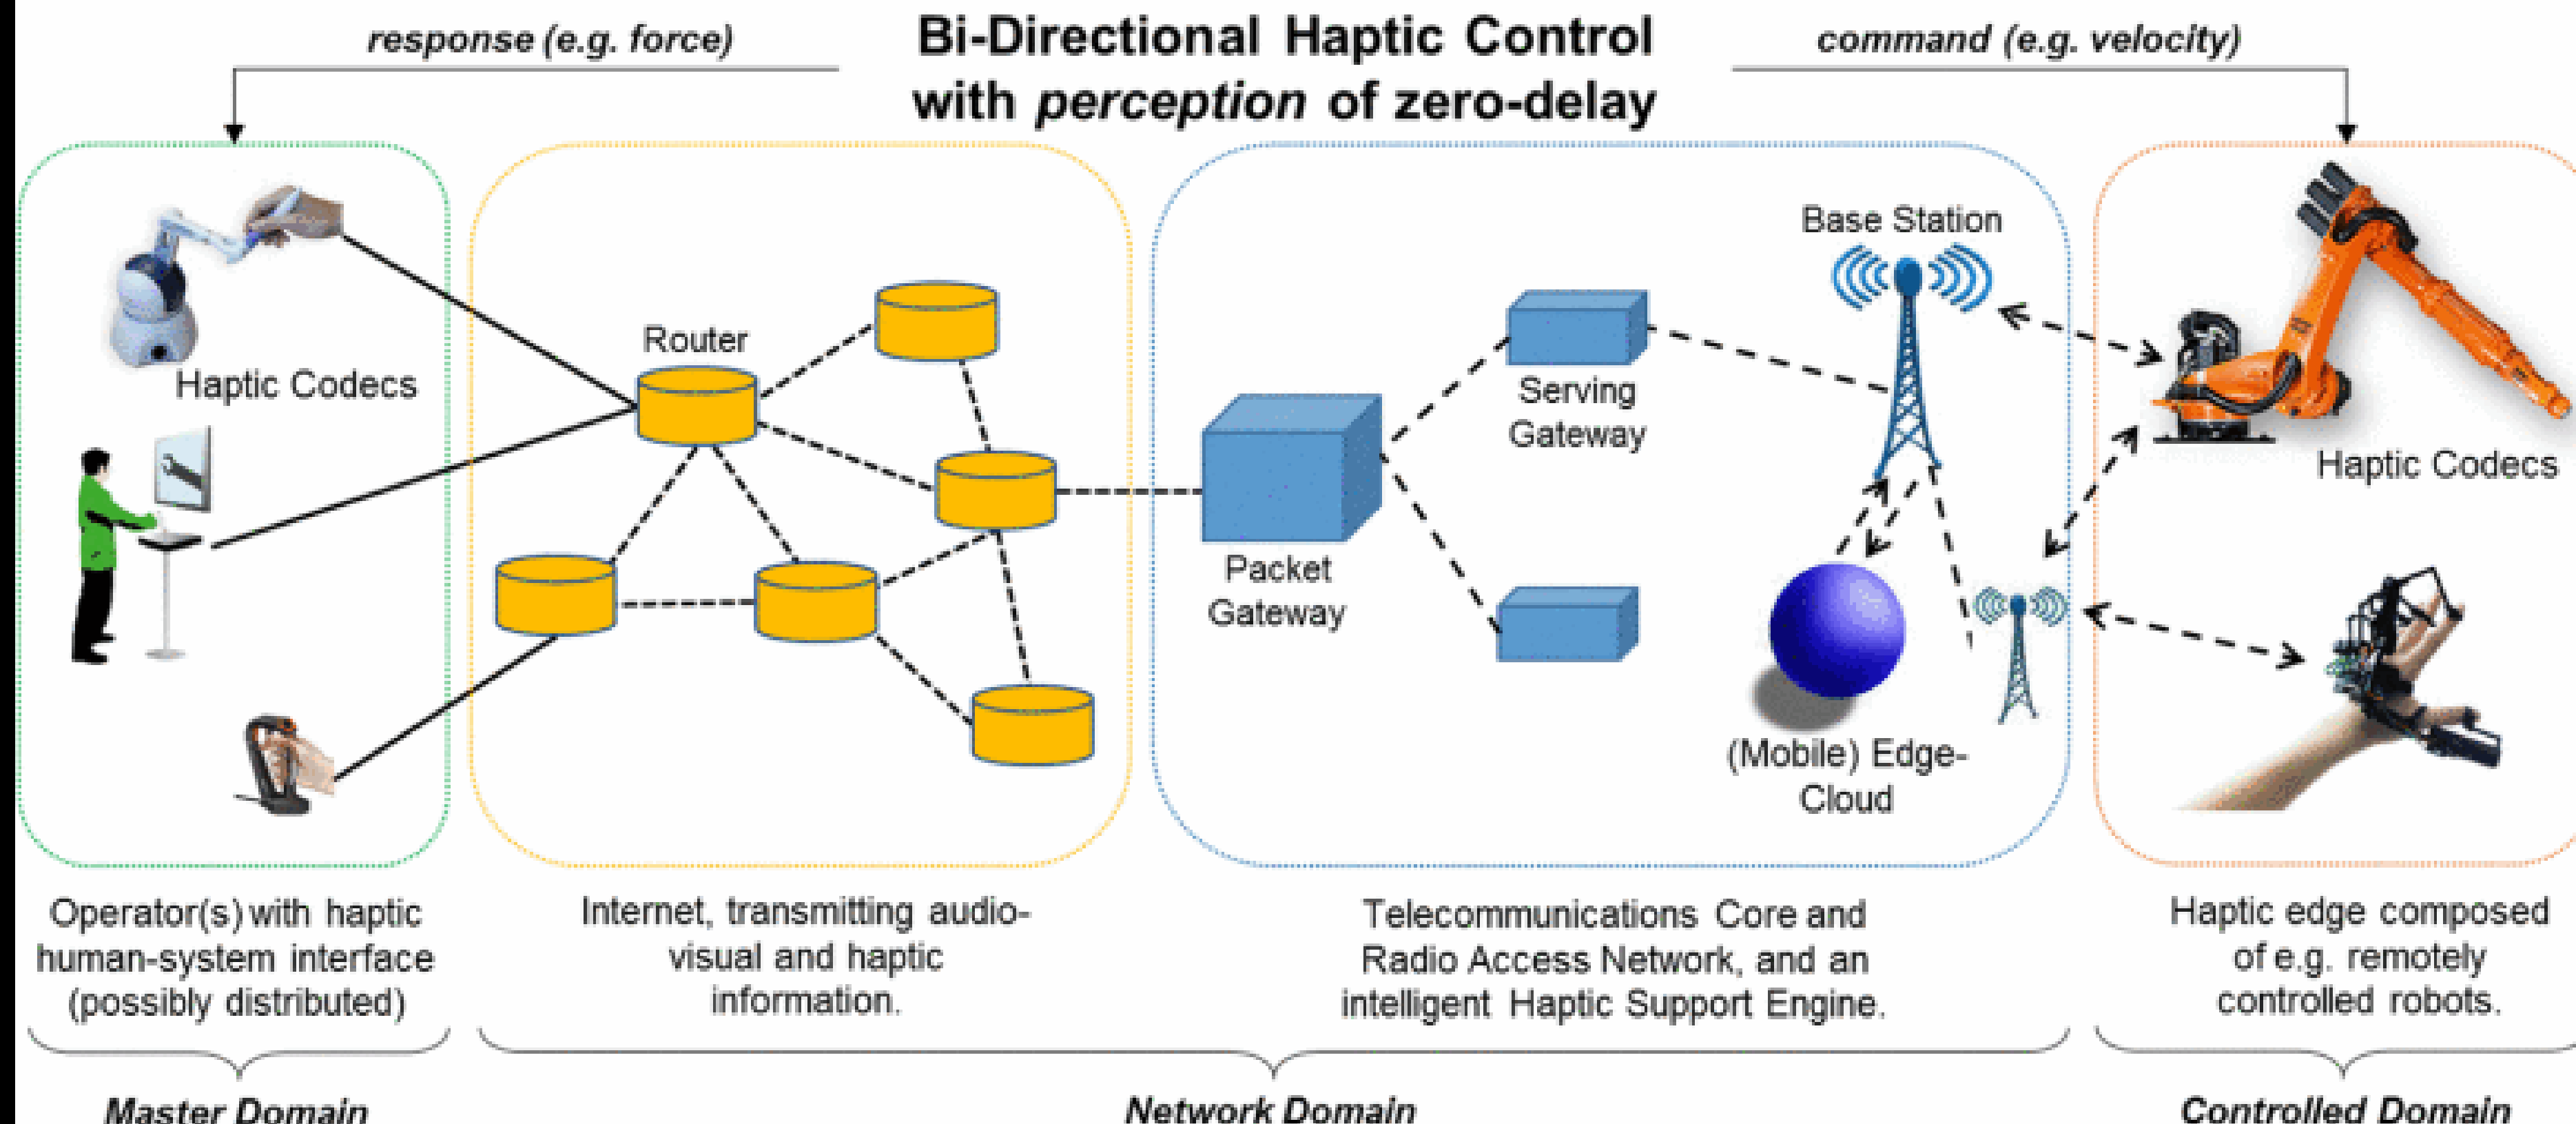 response (e.g. force)
Bi-Directional Haptic Control
with perception of zero-delay
command (e.g. velocity)
Haptic Codecs
Router
Packet
Gateway
Serving
Gateway
Base Station
(Mobile) Edge-
Cloud
Haptic Codecs
Operator(s) with haptic
human-system interface
(possibly distributed)
Internet, transmitting audio-
visual and haptic
information.
Telecommunications Core and
Radio Access Network, and an
intelligent Haptic Support Engine.
Haptic edge composed
of e.g. remotely
controlled robots.
Master Domain
Network Domain
Controlled Domain